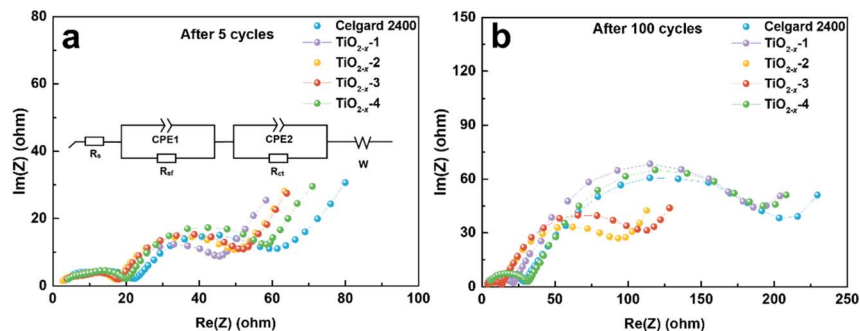 a
After 5 cycles
Celgard 2400
TiO2-x-1
TiO2-x-2
TiO2-x-3
TiO2-x-4
CPE1
CPE2
Rs
Rsf
Rct
W
80
60
40
20
0
Im(Z) (ohm)
0 20 40 60 80 100
Re(Z) (ohm)
b
After 100 cycles
Celgard 2400
TiO2-x-1
TiO2-x-2
TiO2-x-3
TiO2-x-4
150
120
90
60
30
0
Im(Z) (ohm)
0 50 100 150 200 250
Re(Z) (ohm)